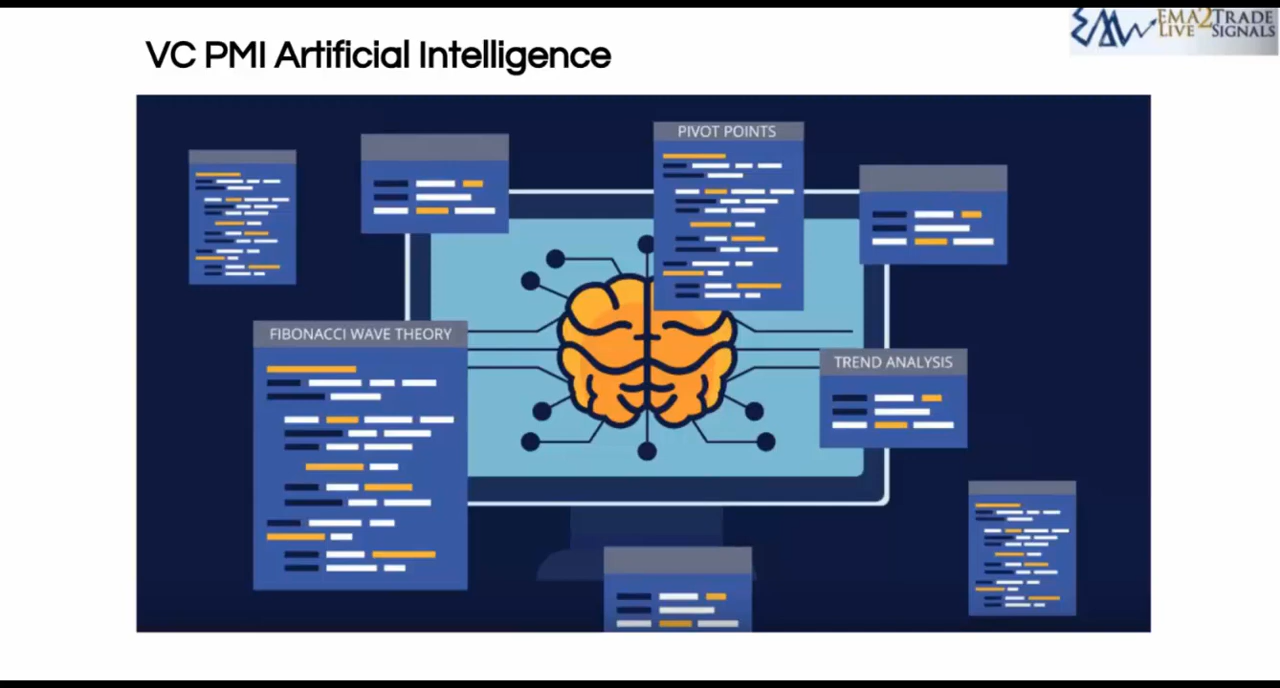 VC PMI Artificial Intelligence
EMA2TRADE
LIVE SIGNALS
PIVOT POINTS
FIBONACCI WAVE THEORY
TREND ANALYSIS